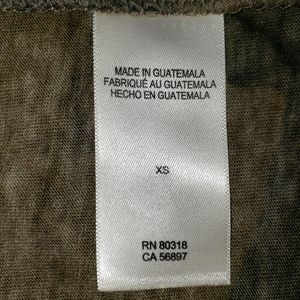 MADE IN GUATEMALA
FABRIQUÉ AU GUATEMALA
HECHO EN GUATEMALA
XS
RN 80318
CA 56897